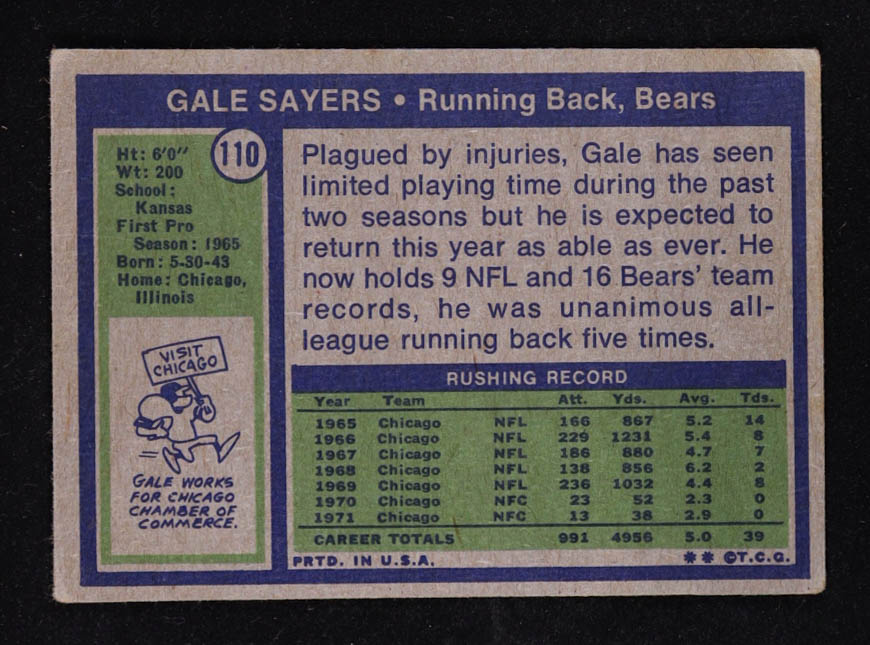 GALE SAYERS • Running Back, Bears
110
Ht: 6'0"
Wt: 200
School:
Kansas
First Pro
Season: 1965
Born: 5-30-43
Home: Chicago,
Illinois
VISIT
CHICAGO
GALE WORKS
FOR CHICAGO
CHAMBER OF
COMMERCE.
Plagued by injuries, Gale has seen
limited playing time during the past
two seasons but he is expected to
return this year as able as ever. He
now holds 9 NFL and 16 Bears' team
records, he was unanimous all-
league running back five times.
RUSHING RECORD
Year Team Att. Yds. Avg. Tds.
1965 Chicago NFL 166 867 5.2 14
1966 Chicago NFL 229 1231 5.4 8
1967 Chicago NFL 186 880 4.7 7
1968 Chicago NFL 138 856 6.2 2
1969 Chicago NFL 236 1032 4.4 8
1970 Chicago NFC 23 52 2.3 0
1971 Chicago NFC 13 38 2.9 0
CAREER TOTALS 991 4956 5.0 39
PRTD. IN U.S.A. ** ©T.C.G.